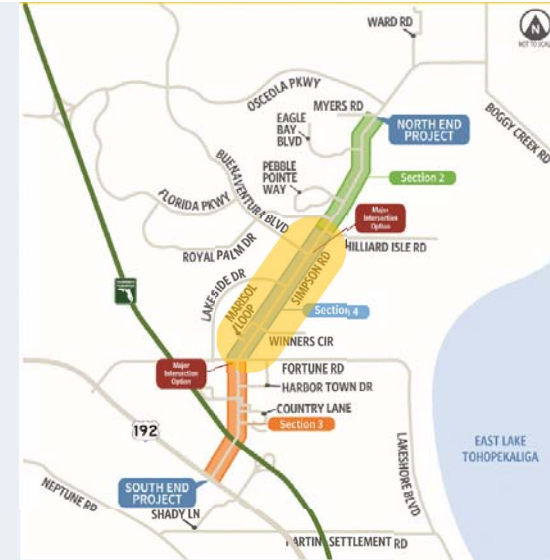 WARD RD
NOT TO SCALE
OSCEOLA PKWY
MYERS RD
BOGGY CREEK RD
EAGLE
BAY
BLVD
NORTH END
PROJECT
BUENAVENTURA BLVD
PEBBLE
POINTE
WAY
Section 2
FLORIDA PKWY
Major
Intersection
Option
HILLIARD ISLE RD
ROYAL PALM DR
SIMPSON RD
LAKESIDE DR
MARISOL
LOOP
Section 4
WINNERS CIR
Major
Intersection
Option
FORTUNE RD
HARBOR TOWN DR
COUNTRY LANE
Section 3
192
LAKESHORE BLVD
EAST LAKE
TOHOPEKALIGA
SOUTH END
PROJECT
NEPTUNE RD
SHADY LN
PARTIN SETTLEMENT RD